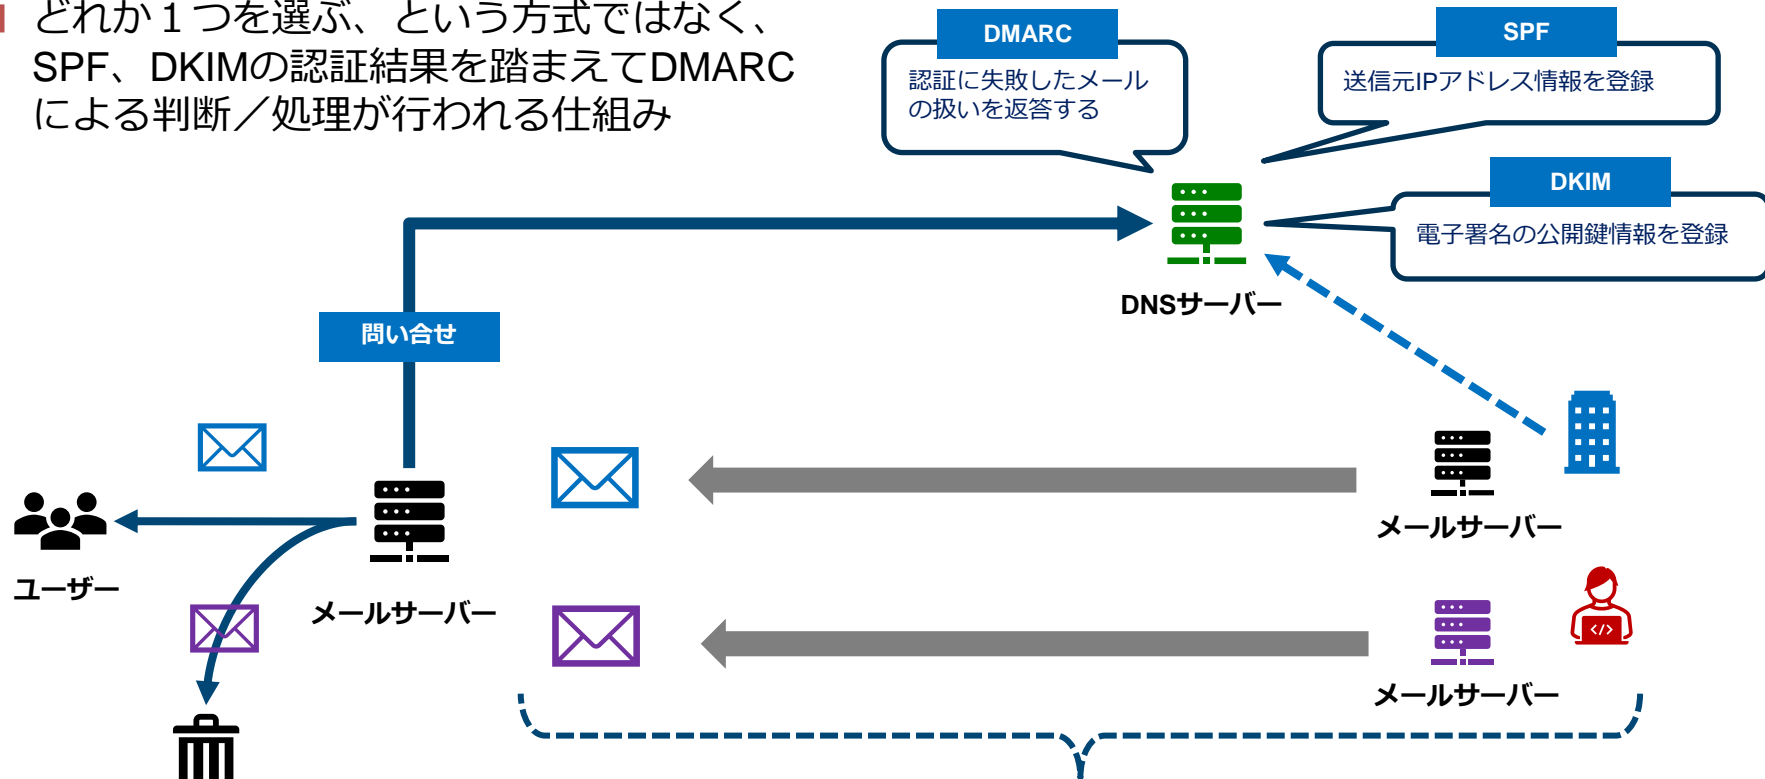 どれか１つを選ぶ、という方式ではなく、
SPF、DKIMの認証結果を踏まえてDMARC
による判断／処理が行われる仕組み
DMARC
認証に失敗したメール
の扱いを返答する
SPF
送信元IPアドレス情報を登録
DKIM
電子署名の公開鍵情報を登録
DNSサーバー
問い合せ
メールサーバー
ユーザー
メールサーバー
メールサーバー